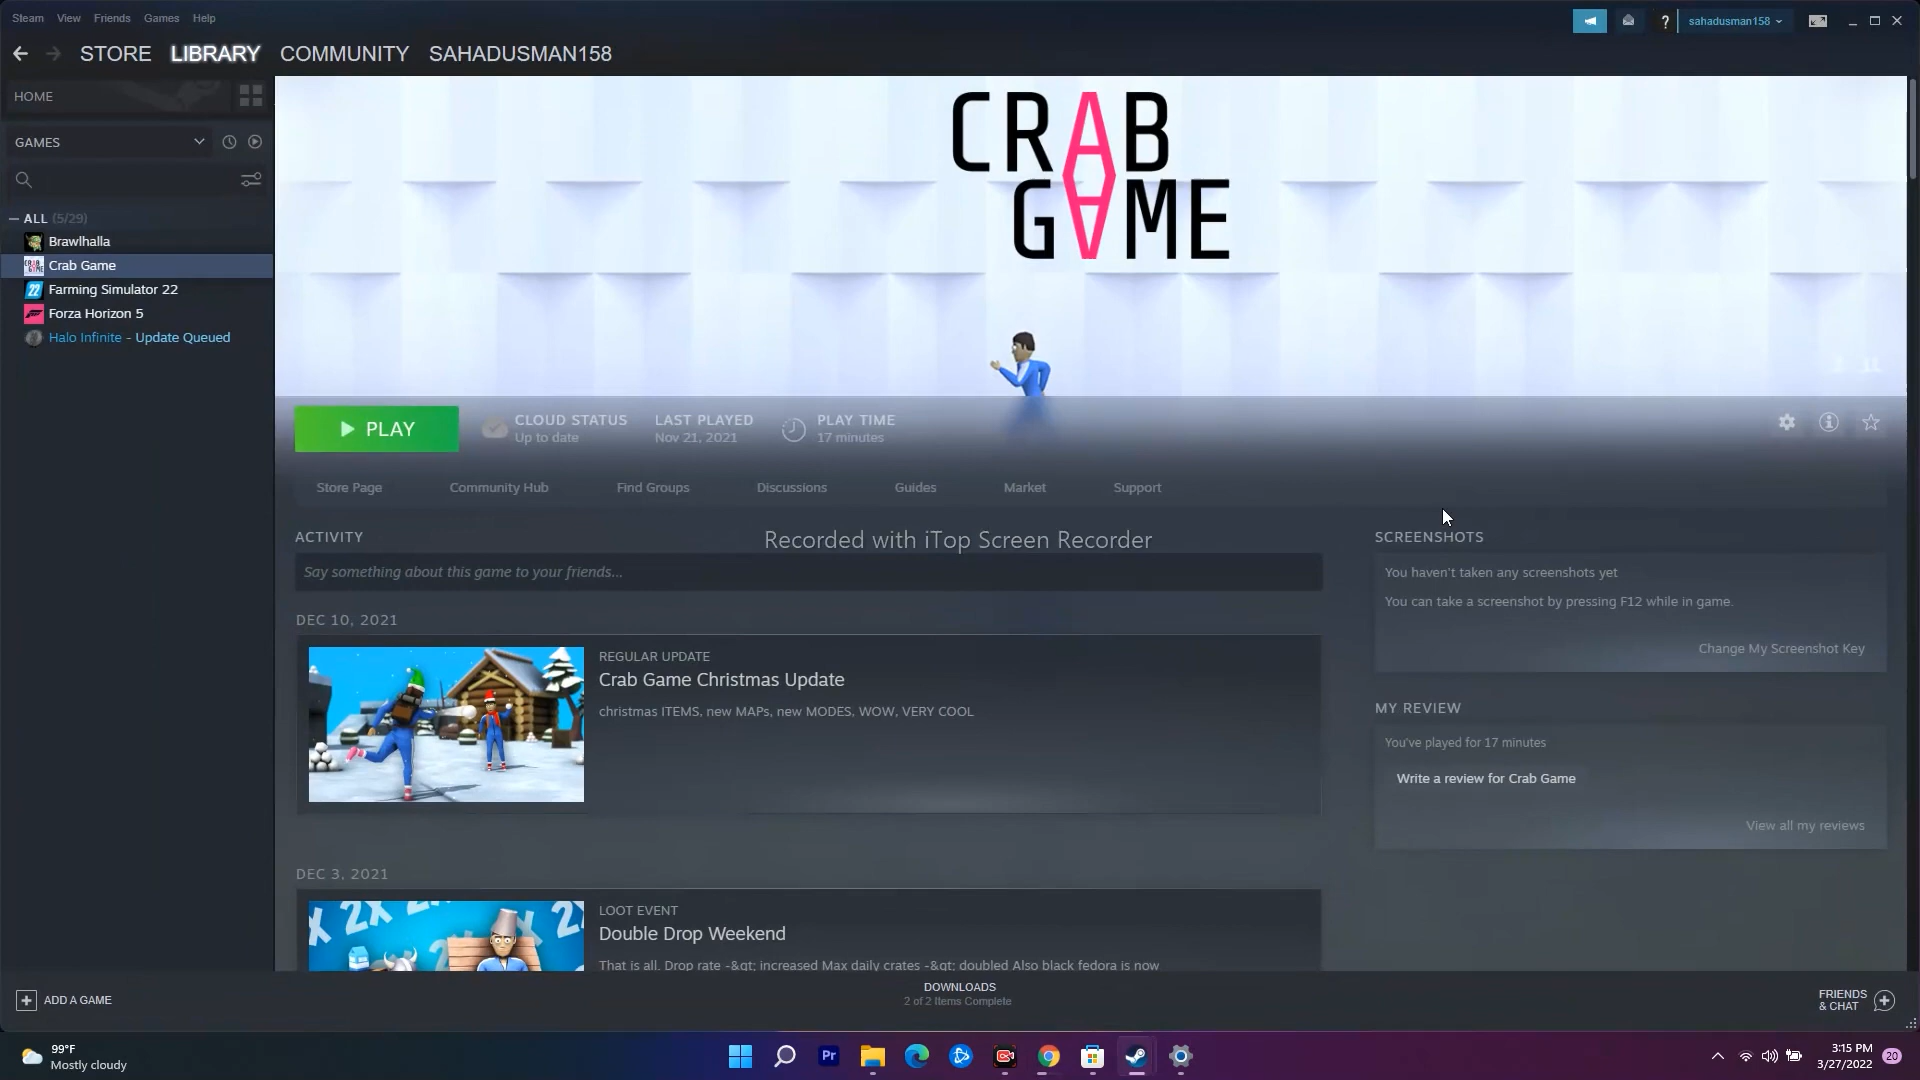 Steam View Friends Games Help
sahadusman158
STORE LIBRARY COMMUNITY SAHADUSMAN158
HOME
GAMES
ALL (5/29)
Brawlhalla
Crab Game
Farming Simulator 22
Forza Horizon 5
Halo Infinite - Update Queued
CRAB
GAME
PLAY
CLOUD STATUS
Up to date
LAST PLAYED
Nov 21, 2021
PLAY TIME
17 minutes
Store Page Community Hub Find Groups Discussions Guides Market Support
ACTIVITY
Recorded with iTop Screen Recorder
Say something about this game to your friends...
DEC 10, 2021
REGULAR UPDATE
Crab Game Christmas Update
christmas ITEMS, new MAPs, new MODES, WOW, VERY COOL
DEC 3, 2021
2X 2X 2
LOOT EVENT
Double Drop Weekend
That is all. Drop rate -&gt; increased Max daily crates -&gt; doubled Also black fedora is now
SCREENSHOTS
You haven't taken any screenshots yet
You can take a screenshot by pressing F12 while in game.
Change My Screenshot Key
MY REVIEW
You've played for 17 minutes
Write a review for Crab Game
View all my reviews
ADD A GAME
DOWNLOADS
2 of 2 Items Complete
FRIENDS
& CHAT
99°F
Mostly cloudy
Pr
3:15 PM
3/27/2022
20